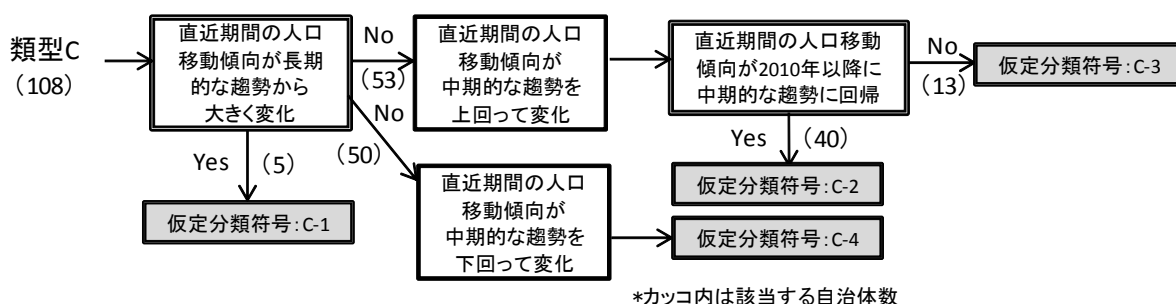 類型C
(108)
直近期間の人口
移動傾向が長期
的な趨勢から
大きく変化
No
(53)
No
(50)
Yes
(5)
仮定分類符号:C-1
直近期間の人口
移動傾向が
中期的な趨勢を
上回って変化
直近期間の人口移動
傾向が2010年以降に
中期的な趨勢に回帰
No
(13)
仮定分類符号:C-3
Yes
(40)
仮定分類符号:C-2
直近期間の人口
移動傾向が
中期的な趨勢を
下回って変化
仮定分類符号:C-4
*カッコ内は該当する自治体数